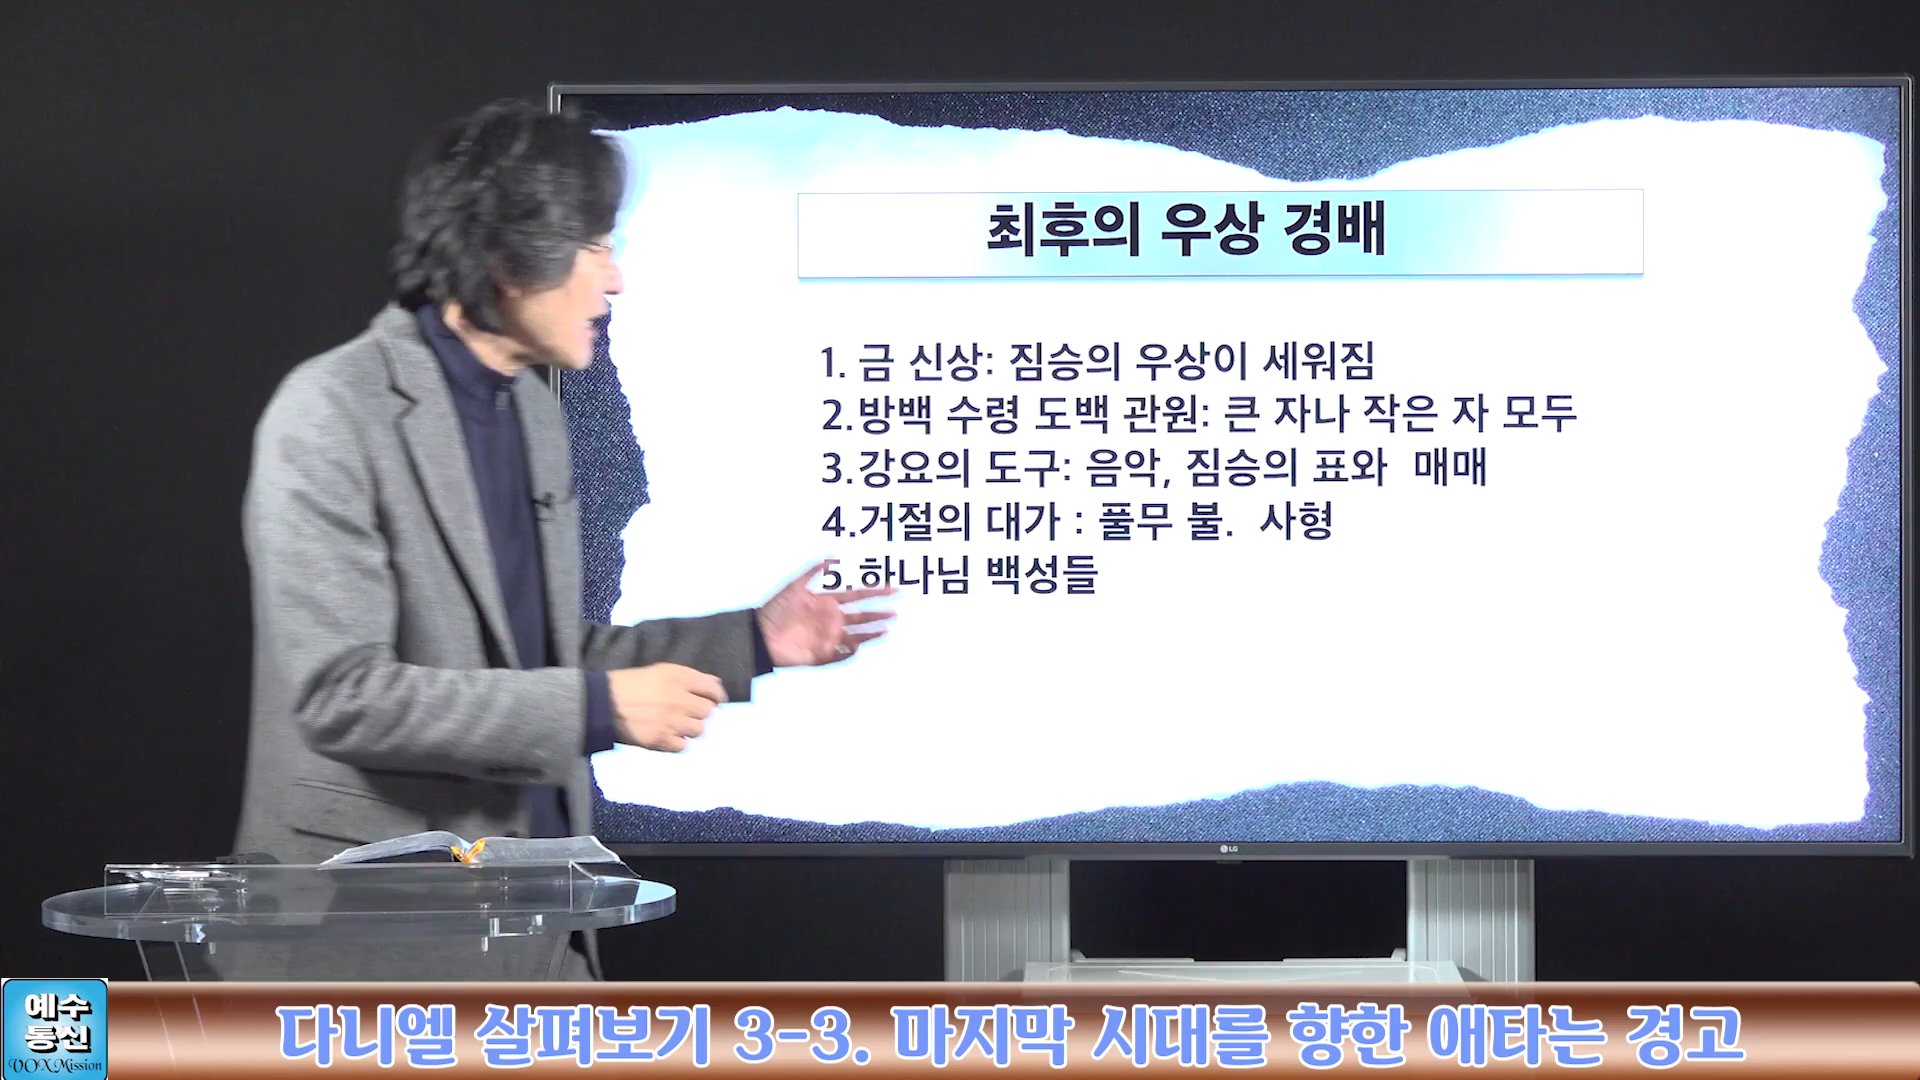 최후의 우상 경배
1. 금 신상: 짐승의 우상이 세워짐
2.방백 수령 도백 관원: 큰 자나 작은 자 모두
3.강요의 도구: 음악, 짐승의 표와 매매
4.거절의 대가 : 풀무 불. 사형
5.하나님 백성들
LG
예수
통신
VOX Mission
다니엘 살펴보기 3-3. 마지막 시대를 향한 애타는 경고